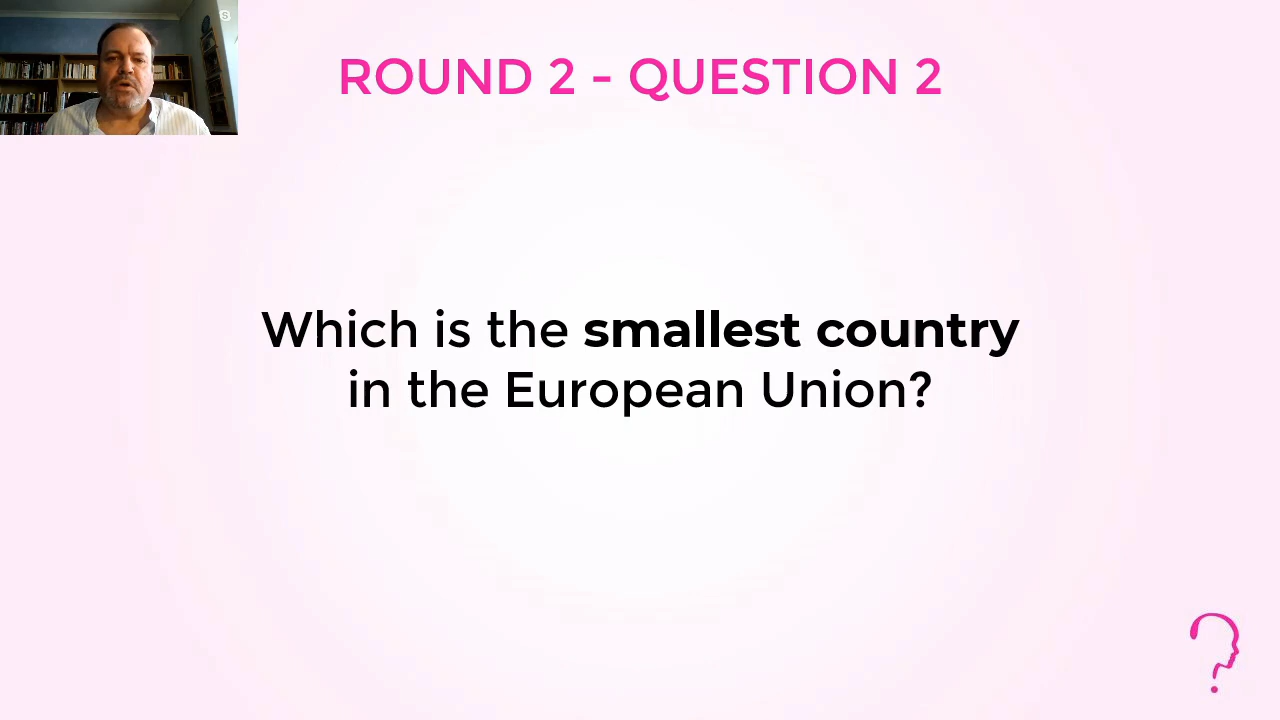 ROUND 2 - QUESTION 2
Which is the smallest country
in the European Union?